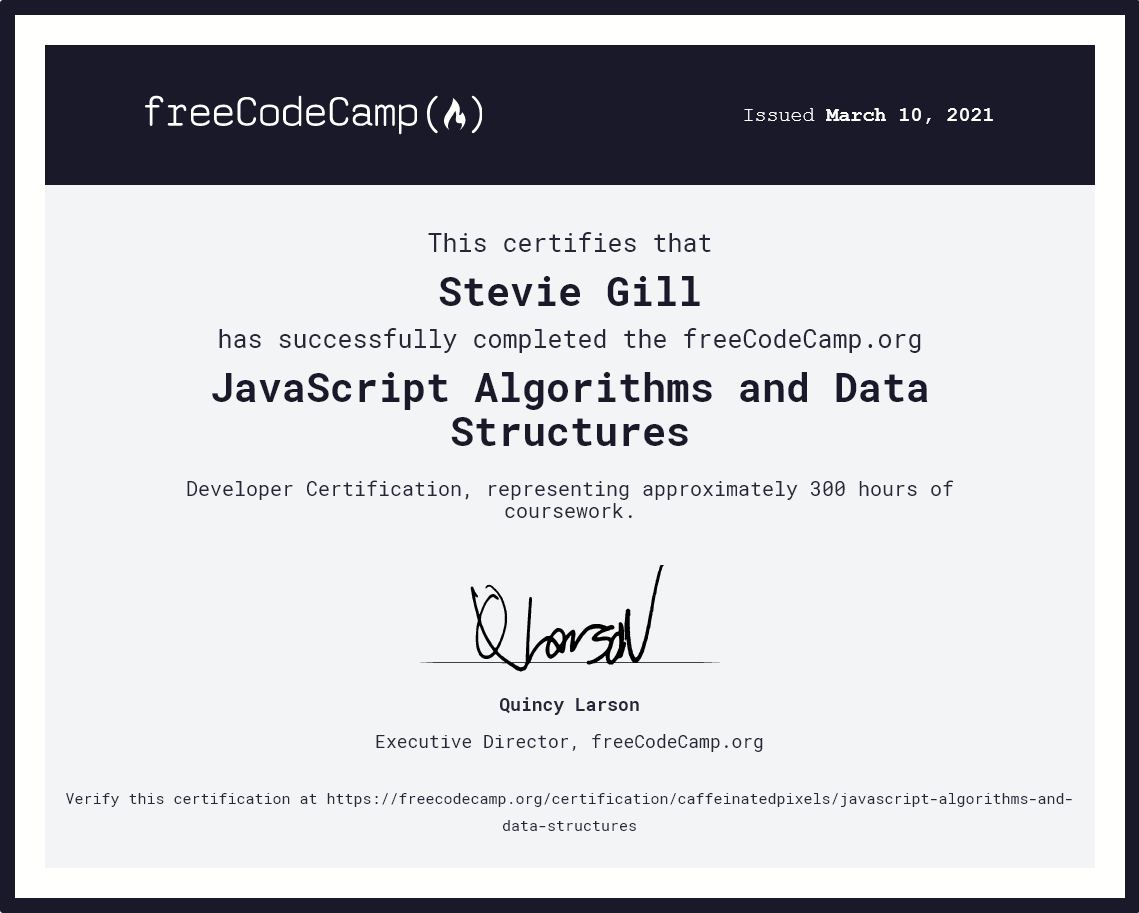 freeCodeCamp(🔥)
Issued March 10, 2021
This certifies that
Stevie Gill
has successfully completed the freeCodeCamp.org
JavaScript Algorithms and Data
Structures
Developer Certification, representing approximately 300 hours of
coursework.
Q Larson
Quincy Larson
Executive Director, freeCodeCamp.org
Verify this certification at https://freecodecamp.org/certification/caffeinatedpixels/javascript-algorithms-and-
data-structures